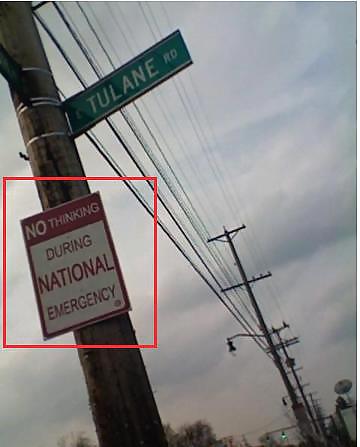 TULANE RD
NO THINKING
DURING
NATIONAL
EMERGENCY